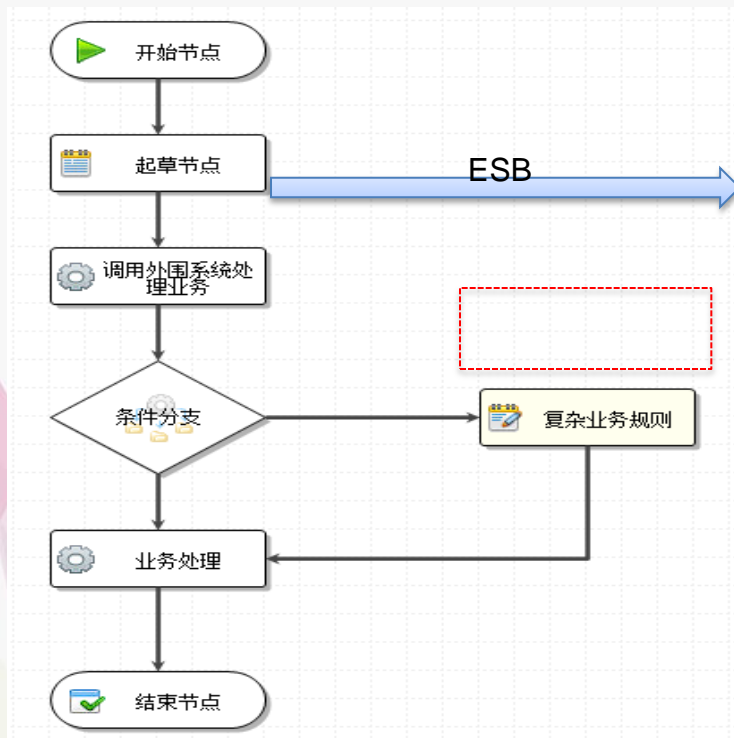 开始节点
起草节点
ESB
调用外围系统处
理业务
条件分支
复杂业务规则
业务处理
结束节点